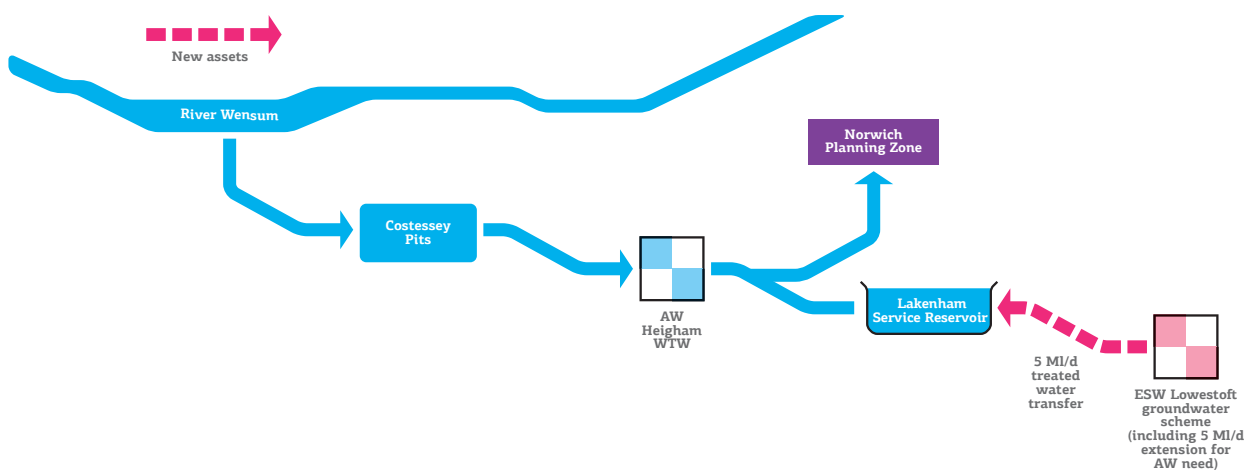 New assets
River Wensum
Norwich
Planning Zone
Costessey
Pits
AW
Heigham
WTW
Lakenham
Service Reservoir
5 Ml/d
treated
water
transfer
ESW Lowestoft
groundwater
scheme
(including 5 Ml/d
extension for
AW need)